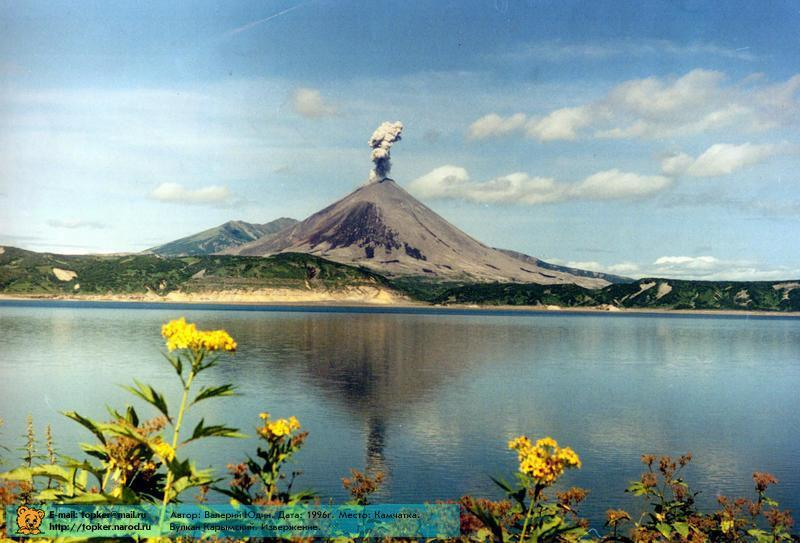 E-mail: topker@mail.ru
http://topker.narod.ru
Автор: Валерий Юдин. Дата: 1996г. Место: Камчатка.
Вулкан Карымский. Извержение.